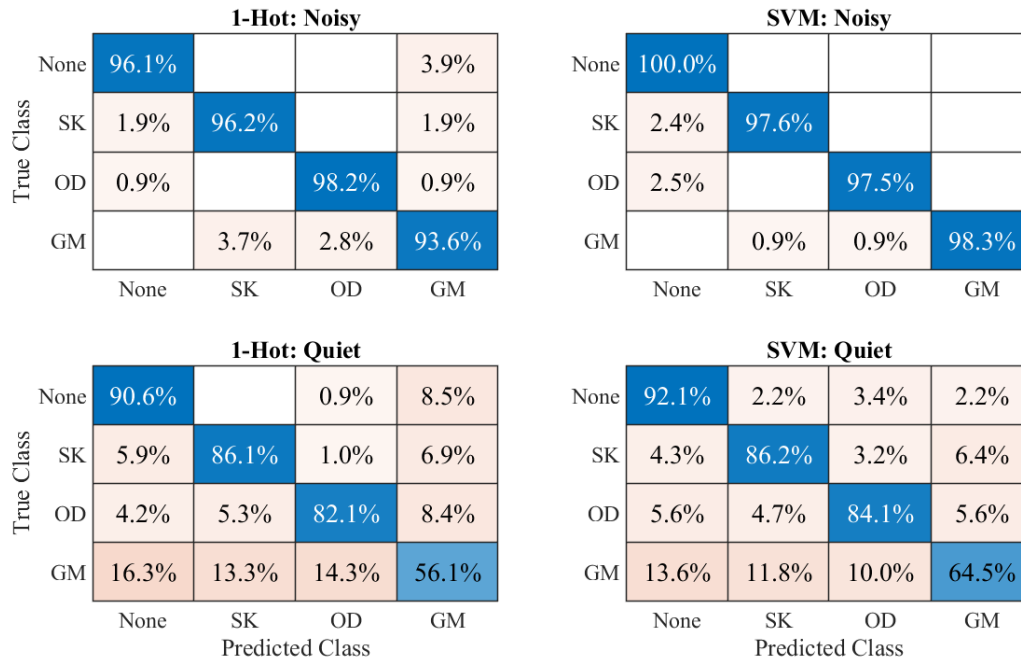 1-Hot: Noisy
True Class
None 96.1% 3.9%
SK 1.9% 96.2% 1.9%
OD 0.9% 98.2% 0.9%
GM 3.7% 2.8% 93.6%
None SK OD GM
SVM: Noisy
None 100.0%
SK 2.4% 97.6%
OD 2.5% 97.5%
GM 0.9% 0.9% 98.3%
None SK OD GM
1-Hot: Quiet
True Class
None 90.6% 0.9% 8.5%
SK 5.9% 86.1% 1.0% 6.9%
OD 4.2% 5.3% 82.1% 8.4%
GM 16.3% 13.3% 14.3% 56.1%
None SK OD GM
Predicted Class
SVM: Quiet
None 92.1% 2.2% 3.4% 2.2%
SK 4.3% 86.2% 3.2% 6.4%
OD 5.6% 4.7% 84.1% 5.6%
GM 13.6% 11.8% 10.0% 64.5%
None SK OD GM
Predicted Class